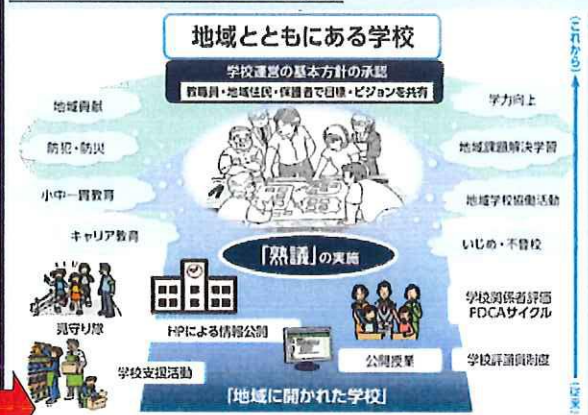 地域とともにある学校
学校運営の基本方針の承認
教職員・地域住民・保護者で目標・ビジョンを共有
地域貢献
防犯・防災
小中一貫教育
キャリア教育
学力向上
地域課題解決学習
地域学校協働活動
いじめ・不登校
「熟議」の実施
見守り隊
HPによる情報公開
学校関係者評価
PDCAサイクル
学校支援活動
公開授業
学校評議員制度
「地域に開かれた学校」
(これから)
(従来)